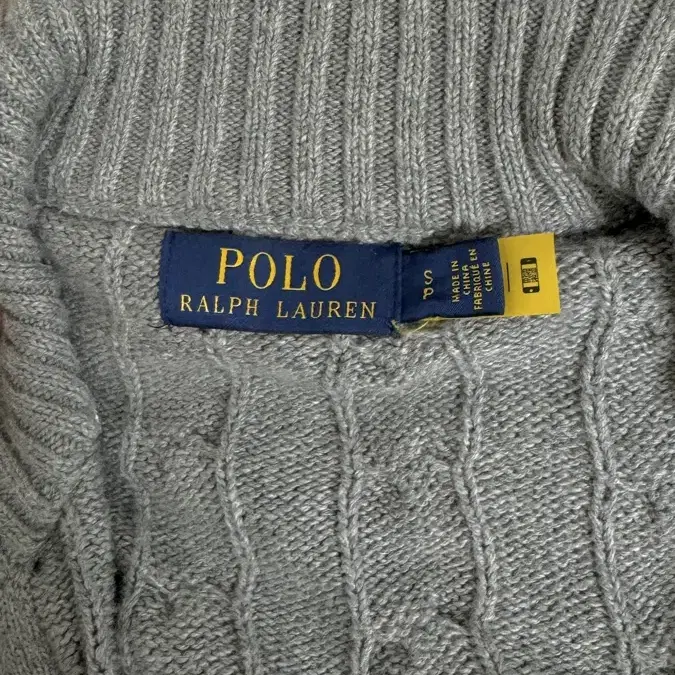 POLO
RALPH LAUREN
S
P
MADE IN
CHINA
FABRIQUÉ EN
CHINE